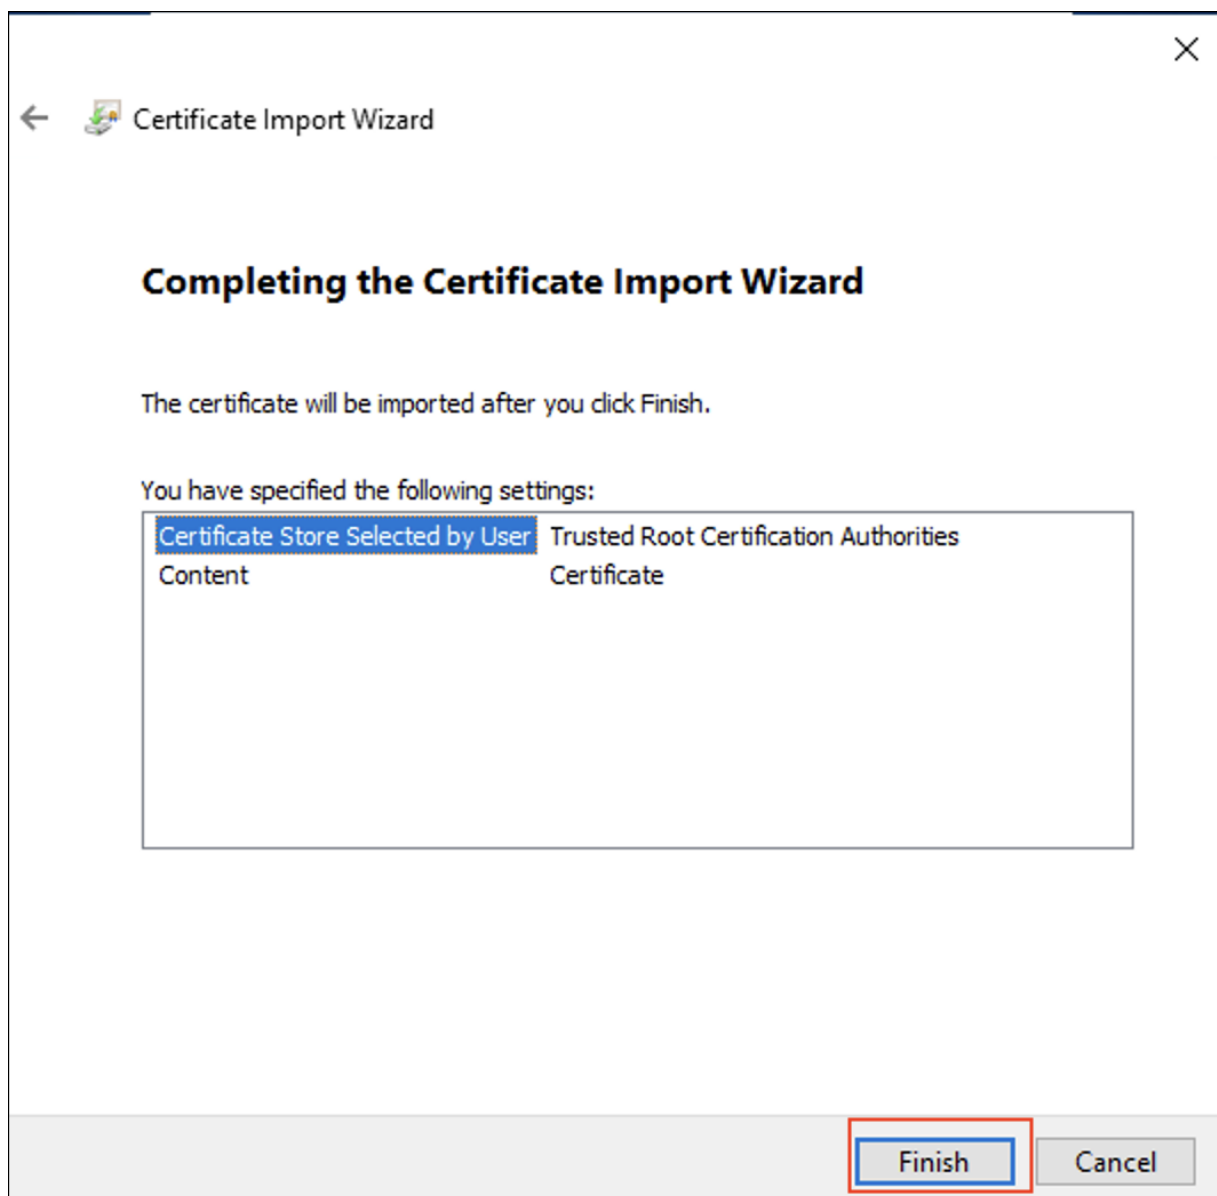 Certificate Import Wizard
Completing the Certificate Import Wizard
The certificate will be imported after you click Finish.
You have specified the following settings:
Certificate Store Selected by User Trusted Root Certification Authorities
Content Certificate
Finish Cancel